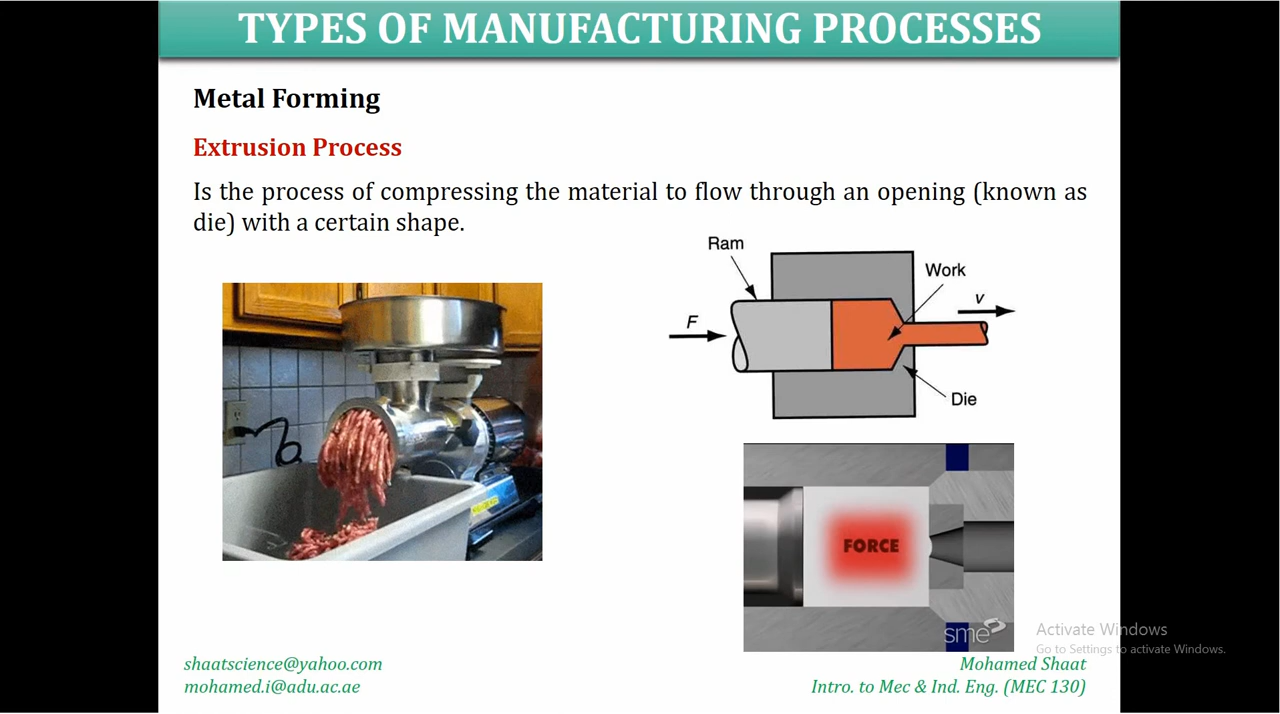 TYPES OF MANUFACTURING PROCESSES
Metal Forming
Extrusion Process
Is the process of compressing the material to flow through an opening (known as
die) with a certain shape.
Ram
Work
v
F
Die
FORCE
sme
Activate Windows
Go to Settings to activate Windows.
shaatscience@yahoo.com
mohamed.i@adu.ac.ae
Mohamed Shaat
Intro. to Mec & Ind. Eng. (MEC 130)